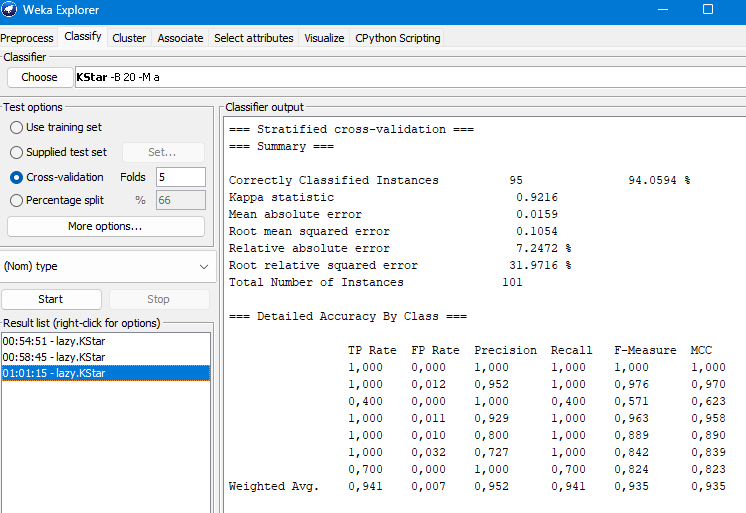 Weka Explorer
Preprocess Classify Cluster Associate Select attributes Visualize CPython Scripting
Classifier
Choose KStar -B 20 -M a
Test options
Use training set
Supplied test set Set...
Cross-validation Folds 5
Percentage split % 66
More options...
(Nom) type
Start Stop
Result list (right-click for options)
00:54:51 - lazy.KStar
00:58:45 - lazy.KStar
01:01:15 - lazy.KStar
Classifier output
=== Stratified cross-validation ===
=== Summary ===
Correctly Classified Instances 95 94.0594 %
Kappa statistic 0.9216
Mean absolute error 0.0159
Root mean squared error 0.1054
Relative absolute error 7.2472 %
Root relative squared error 31.9716 %
Total Number of Instances 101
=== Detailed Accuracy By Class ===
TP Rate FP Rate Precision Recall F-Measure MCC
1,000 0,000 1,000 1,000 1,000 1,000
1,000 0,012 0,952 1,000 0,976 0,970
0,400 0,000 1,000 0,400 0,571 0,623
1,000 0,011 0,929 1,000 0,963 0,958
1,000 0,010 0,800 1,000 0,889 0,890
1,000 0,032 0,727 1,000 0,842 0,839
0,700 0,000 1,000 0,700 0,824 0,823
Weighted Avg. 0,941 0,007 0,952 0,941 0,935 0,935